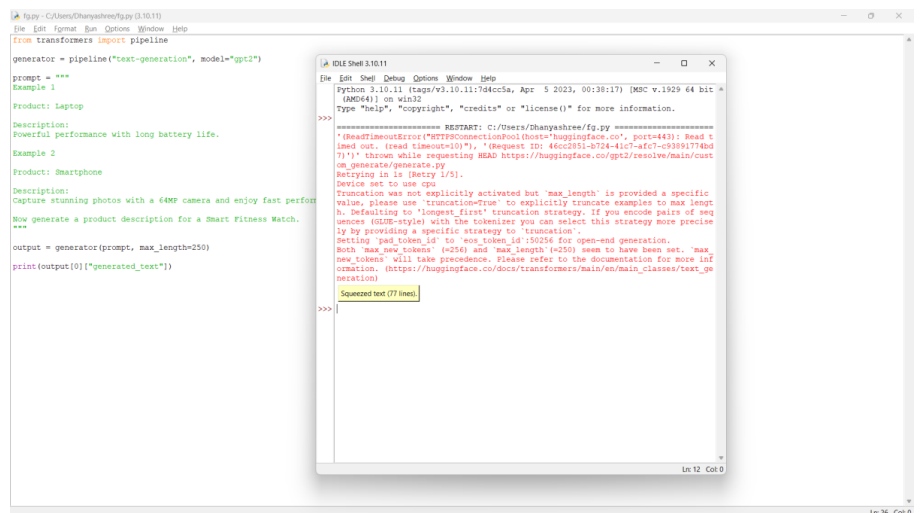 fg.py - C:/Users/Dhanyashree/fg.py (3.10.11)
File Edit Format Run Options Window Help
from transformers import pipeline
generator = pipeline("text-generation", model="gpt2")
prompt = """
Example 1
Product: Laptop
Description:
Powerful performance with long battery life.
Example 2
Product: Smartphone
Description:
Capture stunning photos with a 64MP camera and enjoy fast perfor
Now generate a product description for a Smart Fitness Watch.
"""
output = generator(prompt, max_length=250)
print(output[0]["generated_text"])
IDLE Shell 3.10.11
File Edit Shell Debug Options Window Help
Python 3.10.11 (tags/v3.10.11:7d4cc5a, Apr  5 2023, 00:38:17) [MSC v.1929 64 bit
(AMD64)] on win32
Type "help", "copyright", "credits" or "license()" for more information.
>>>
===================== RESTART: C:/Users/Dhanyashree/fg.py ====================
'(ReadTimeoutError("HTTPSConnectionPool(host='huggingface.co', port=443): Read t
imed out. (read timeout=10)"), '(Request ID: 46cc2851-b724-41c7-afc7-c93891774bd
7)')' thrown while requesting HEAD https://huggingface.co/gpt2/resolve/main/cust
om_generate/generate.py
Retrying in 1s [Retry 1/5].
Device set to use cpu
Truncation was not explicitly activated but `max_length` is provided a specific
value, please use `truncation=True` to explicitly truncate examples to max lengt
h. Defaulting to 'longest_first' truncation strategy. If you encode pairs of seq
uences (GLUE-style) with the tokenizer you can select this strategy more precise
ly by providing a specific strategy to `truncation`.
Setting `pad_token_id` to `eos_token_id`:50256 for open-end generation.
Both `max_new_tokens` (=256) and `max_length`(=250) seem to have been set. `max_
new_tokens` will take precedence. Please refer to the documentation for more inf
ormation. (https://huggingface.co/docs/transformers/main/en/main_classes/text_ge
neration)
Squeezed text (77 lines).
>>>
Ln: 12 Col: 0
Ln: 26 Col: 0